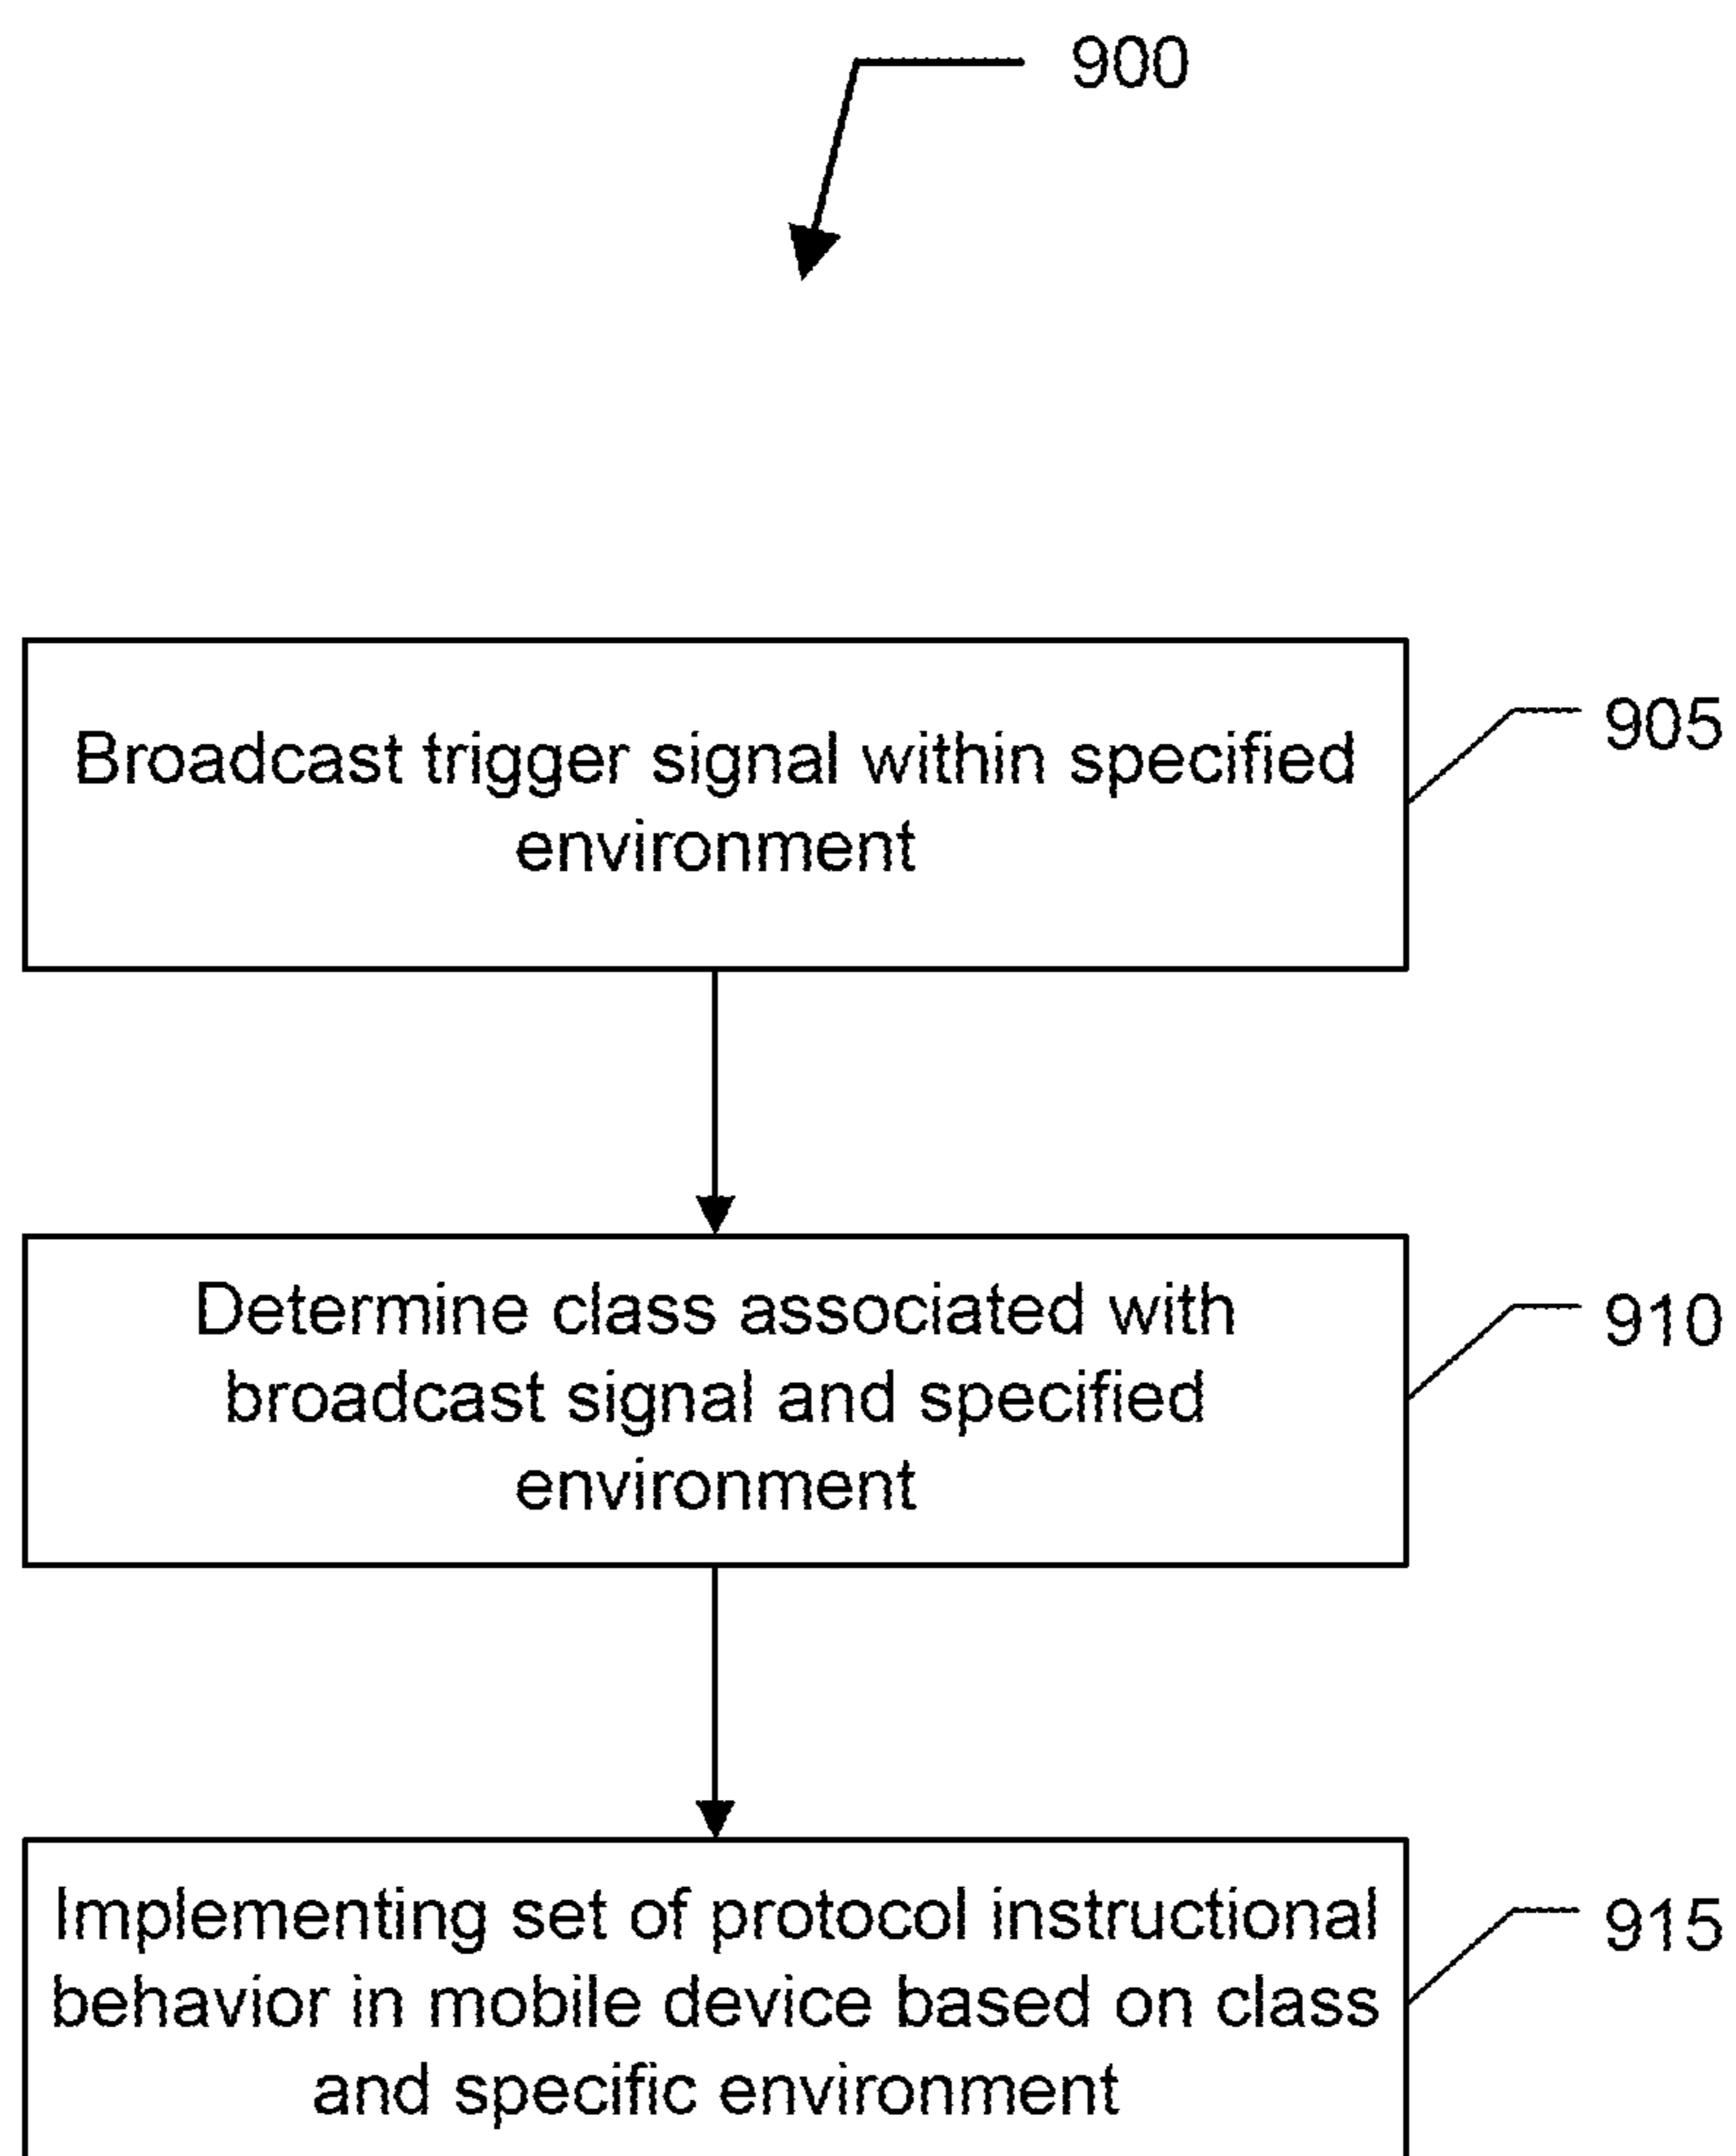 900
Broadcast trigger signal within specified
environment
905
Determine class associated with
broadcast signal and specified
environment
910
Implementing set of protocol instructional
behavior in mobile device based on class
and specific environment
915